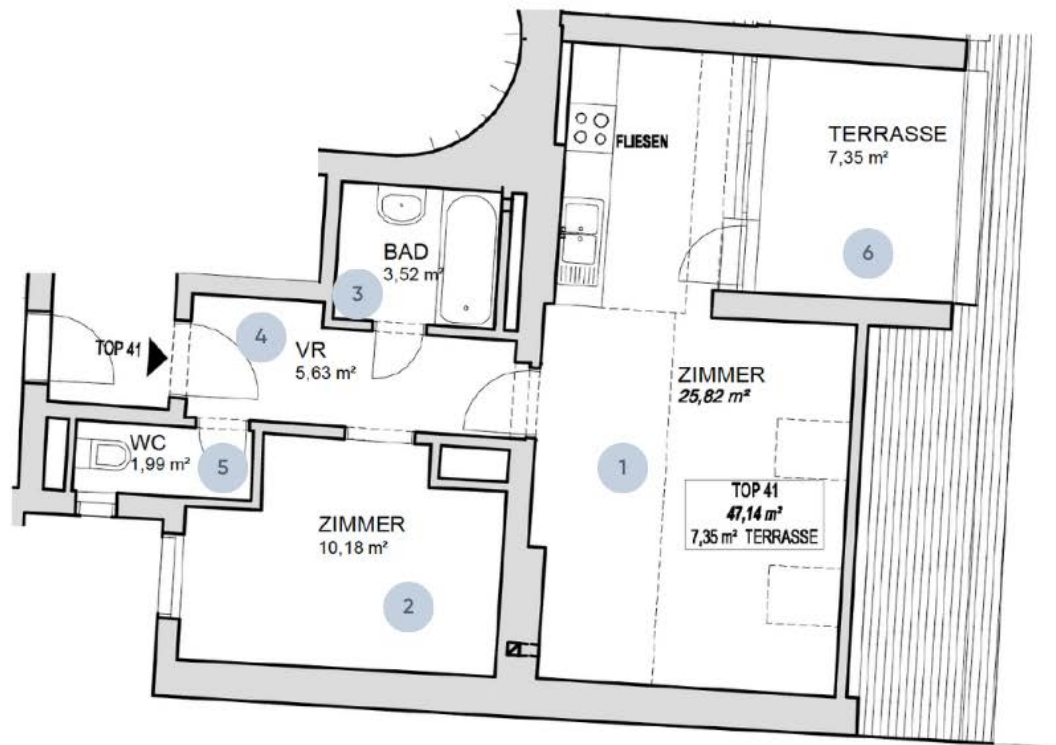 FLIESEN
TERRASSE
7,35 m²
6
BAD
3,52 m²
3
4
TOP 41
VR
5,63 m²
ZIMMER
25,82 m²
WC
1,99 m²
5
1
TOP 41
47,14 m²
7,35 m² TERRASSE
ZIMMER
10,18 m²
2